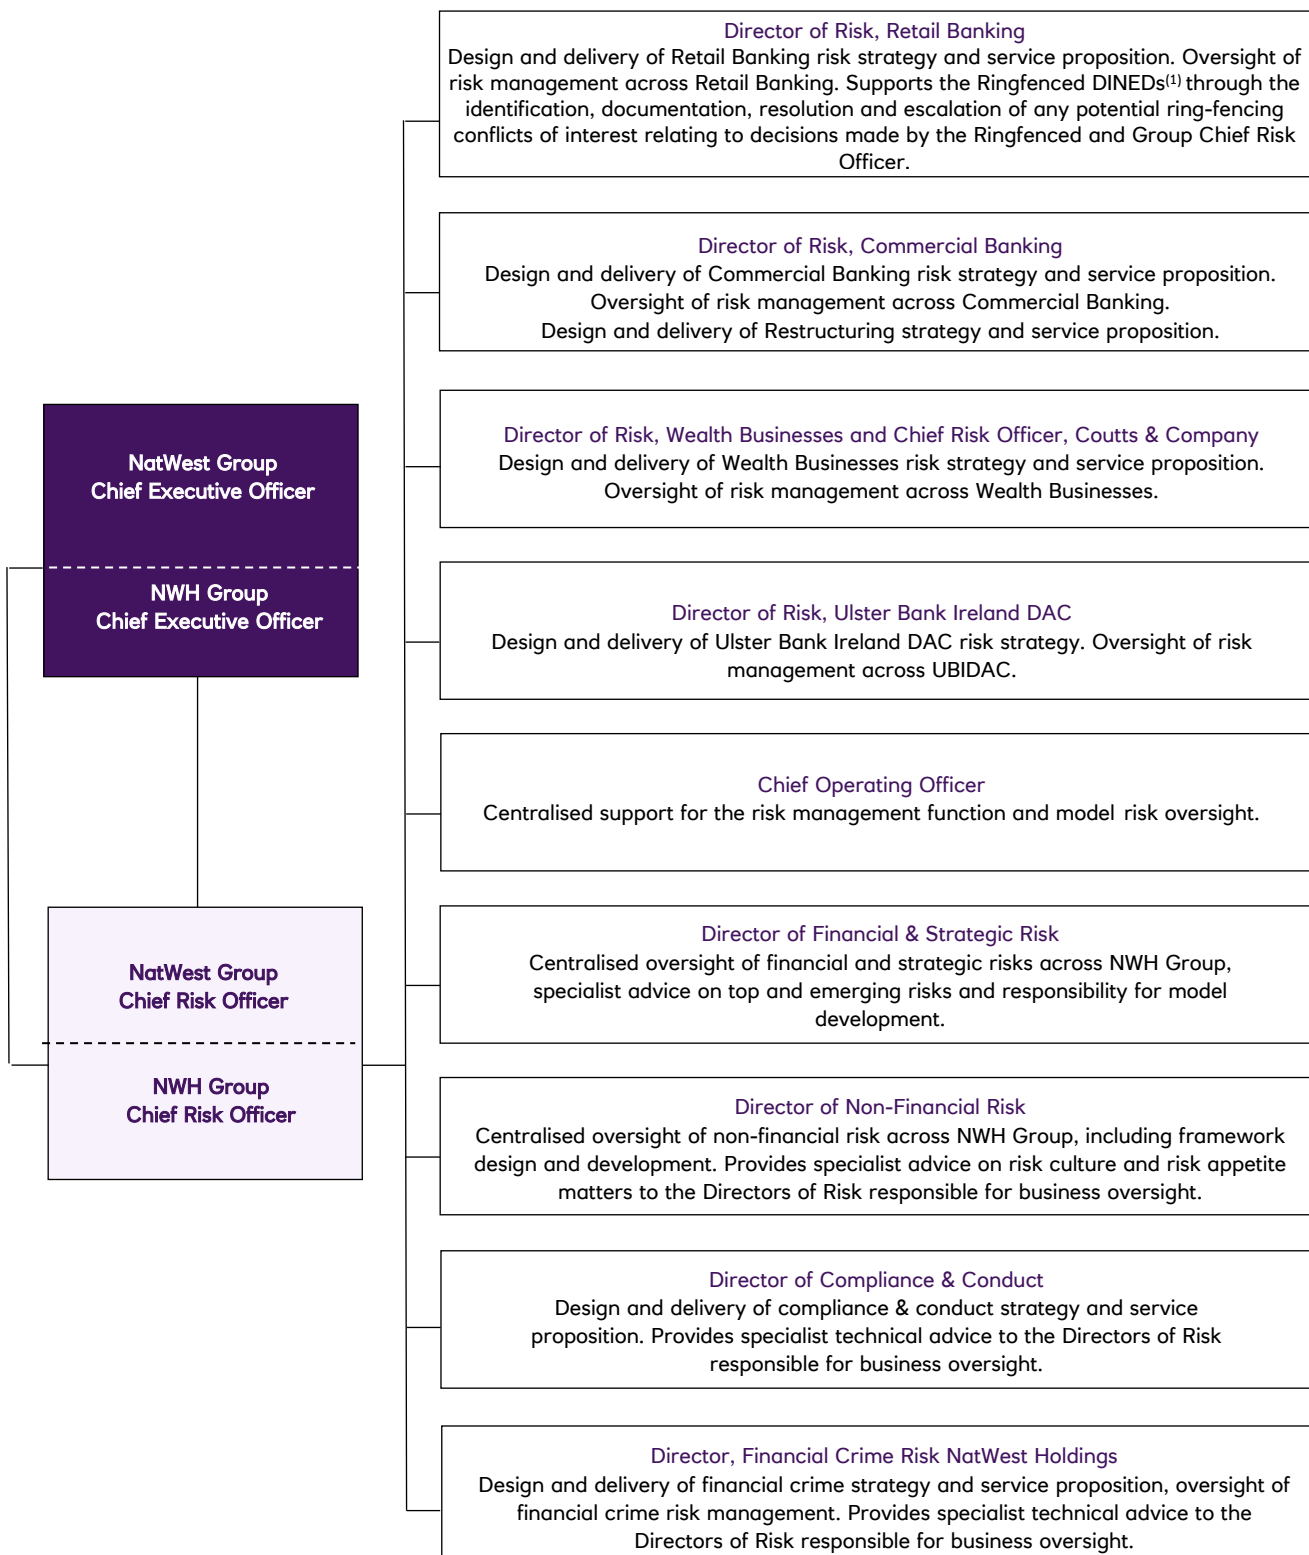 Director of Risk, Retail Banking
Design and delivery of Retail Banking risk strategy and service proposition. Oversight of
risk management across Retail Banking. Supports the Ringfenced DINEDs(1) through the
identification, documentation, resolution and escalation of any potential ring-fencing
conflicts of interest relating to decisions made by the Ringfenced and Group Chief Risk
Officer.
Director of Risk, Commercial Banking
Design and delivery of Commercial Banking risk strategy and service proposition.
Oversight of risk management across Commercial Banking.
Design and delivery of Restructuring strategy and service proposition.
NatWest Group
Chief Executive Officer
NWH Group
Chief Executive Officer
Director of Risk, Wealth Businesses and Chief Risk Officer, Coutts & Company
Design and delivery of Wealth Businesses risk strategy and service proposition.
Oversight of risk management across Wealth Businesses.
Director of Risk, Ulster Bank Ireland DAC
Design and delivery of Ulster Bank Ireland DAC risk strategy. Oversight of risk
management across UBIDAC.
Chief Operating Officer
Centralised support for the risk management function and model risk oversight.
NatWest Group
Chief Risk Officer
NWH Group
Chief Risk Officer
Director of Financial & Strategic Risk
Centralised oversight of financial and strategic risks across NWH Group,
specialist advice on top and emerging risks and responsibility for model
development.
Director of Non-Financial Risk
Centralised oversight of non-financial risk across NWH Group, including framework
design and development. Provides specialist advice on risk culture and risk appetite
matters to the Directors of Risk responsible for business oversight.
Director of Compliance & Conduct
Design and delivery of compliance & conduct strategy and service
proposition. Provides specialist technical advice to the Directors of Risk
responsible for business oversight.
Director, Financial Crime Risk NatWest Holdings
Design and delivery of financial crime strategy and service proposition, oversight of
financial crime risk management. Provides specialist technical advice to the
Directors of Risk responsible for business oversight.